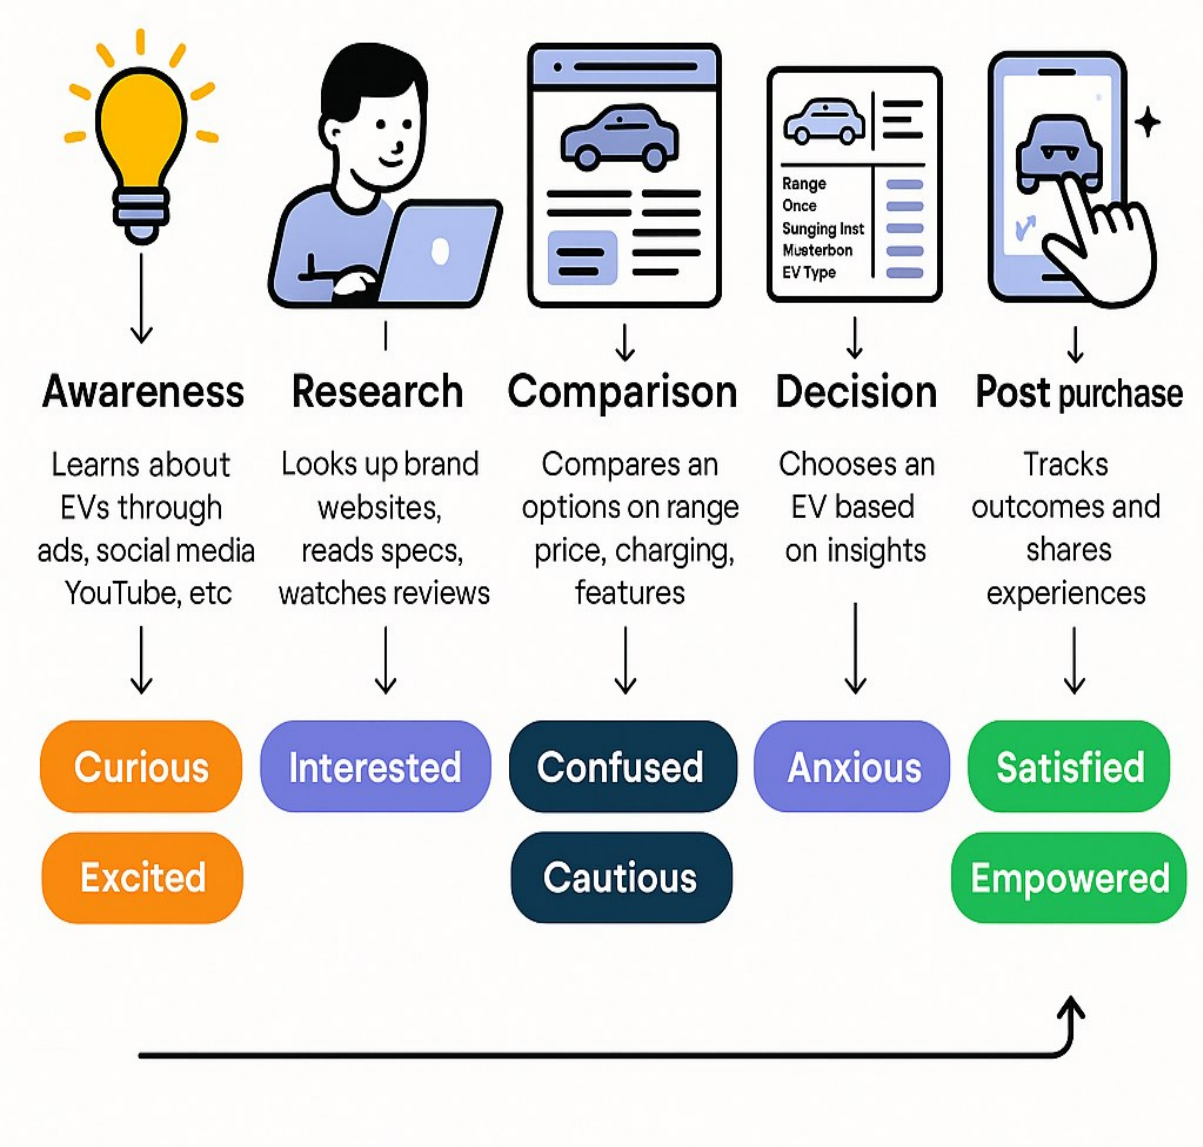 Range
Once
Sunging Inst
Musterbon
EV Type
Awareness
Learns about
EVs through
ads, social media
YouTube, etc
Curious
Excited
Research
Looks up brand
websites,
reads specs,
watches reviews
Interested
Comparison
Compares an
options on range
price, charging,
features
Confused
Cautious
Decision
Chooses an
EV based
on insights
Anxious
Post purchase
Tracks
outcomes and
shares
experiences
Satisfied
Empowered